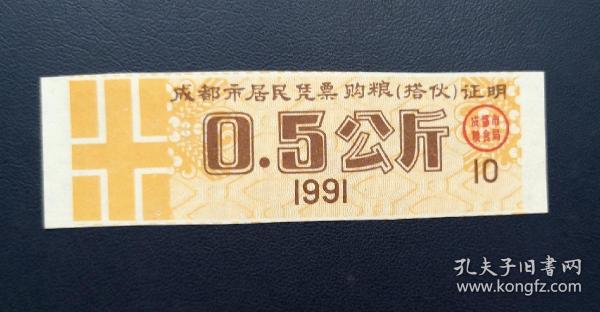 成都市居民凭票购粮(搭伙)证明
0.5公斤
成都市
粮食局
1991
10
孔夫子旧书网
www.kongfz.com